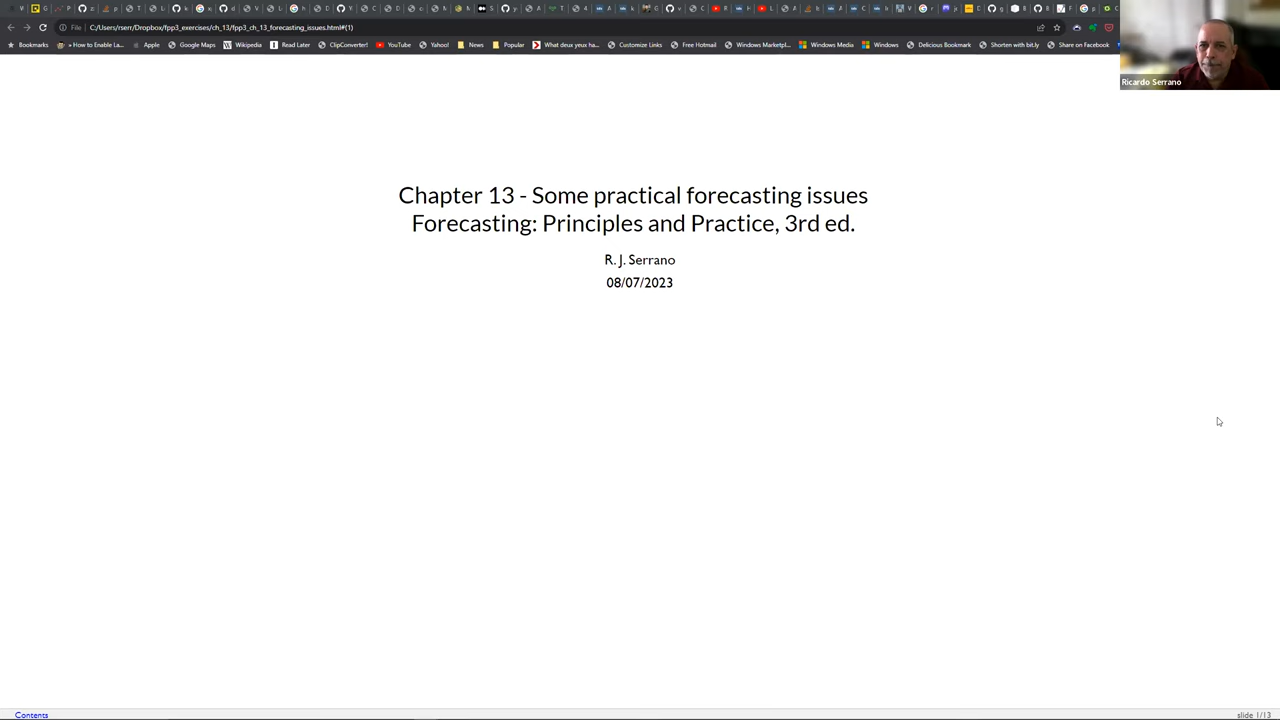 File C:/Users/rserr/Dropbox/fpp3_exercises/ch_13/fpp3_ch_13_forecasting_issues.html#(1)
Bookmarks » How to Enable La... Apple Google Maps Wikipedia Read Later ClipConverter! YouTube Yahoo! News Popular What deux yeux ha... Customize Links Free Hotmail Windows Marketpl... Windows Media Windows Delicious Bookmark Shorten with bit.ly Share on Facebook
Ricardo Serrano
Chapter 13 - Some practical forecasting issues
Forecasting: Principles and Practice, 3rd ed.
R. J. Serrano
08/07/2023
Contents
slide 1/13